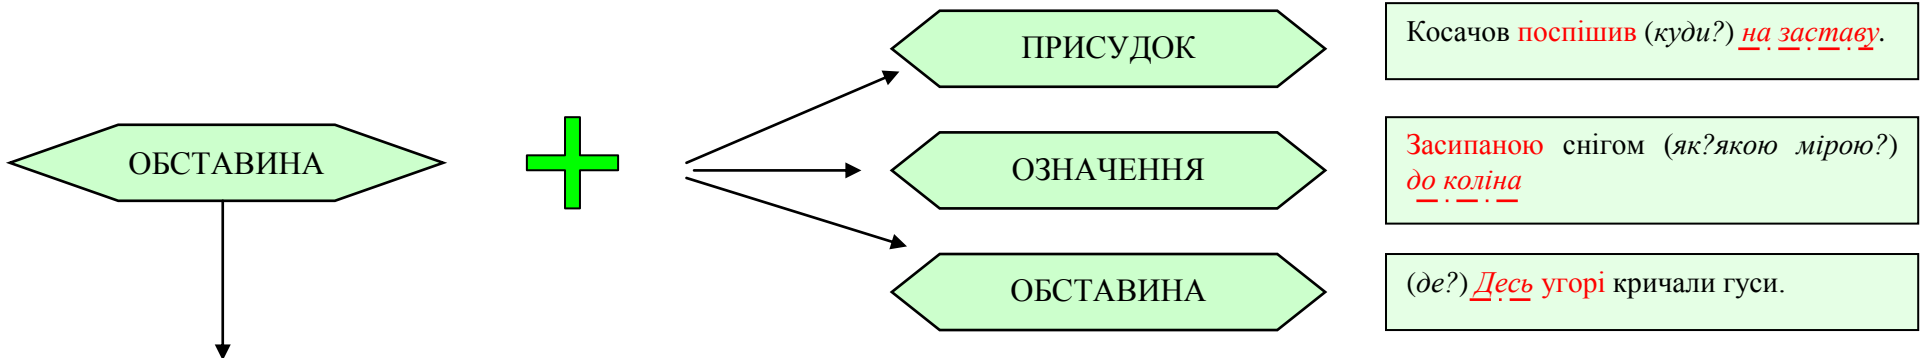 ПРИСУДОК
Косачов поспішив (куди?) на заставу.
ОБСТАВИНА
ОЗНАЧЕННЯ
Засипаною снігом (як?якою мірою?)
до коліна
ОБСТАВИНА
(де?) Десь угорі кричали гуси.